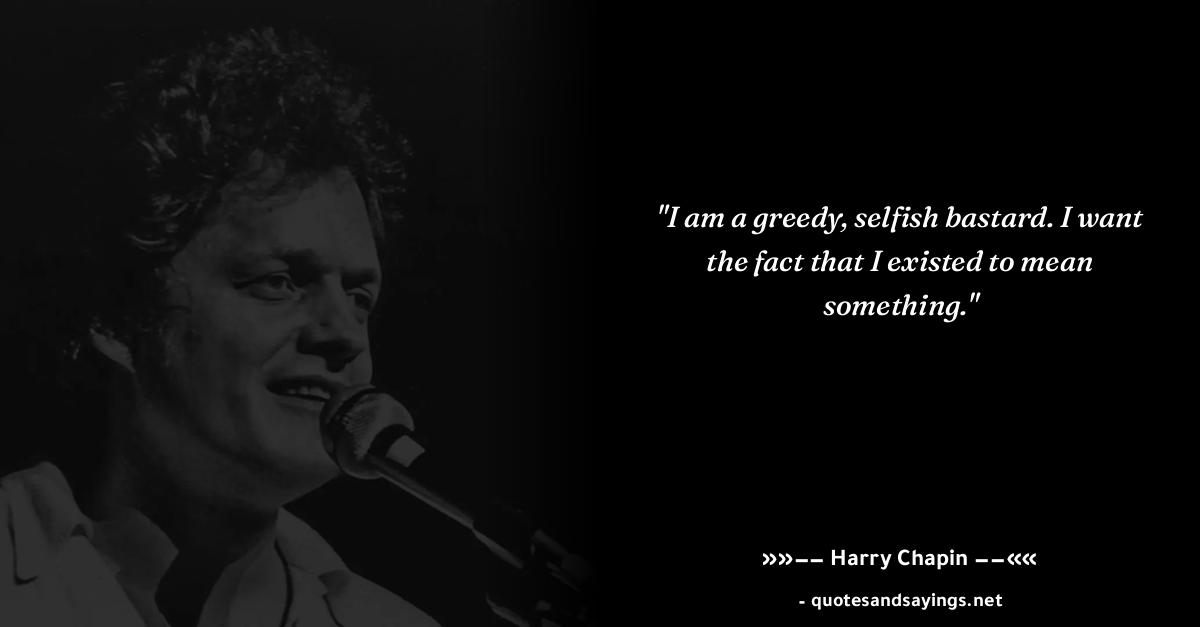 "I am a greedy, selfish bastard. I want
the fact that I existed to mean
something."
»»−− Harry Chapin −−««
- quotesandsayings.net